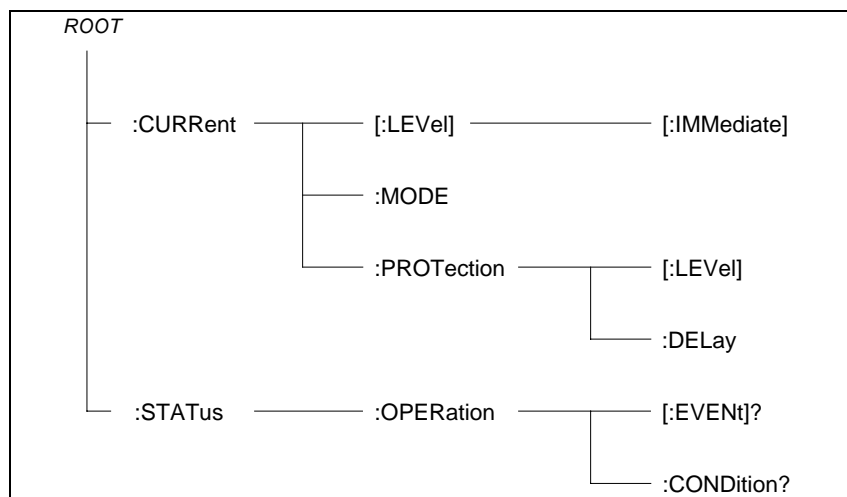 ROOT
:CURRent [:LEVel] [:IMMediate]
:MODE
:PROTection [:LEVel]
:DELay
:STATus :OPERation [:EVENt]?
:CONDition?